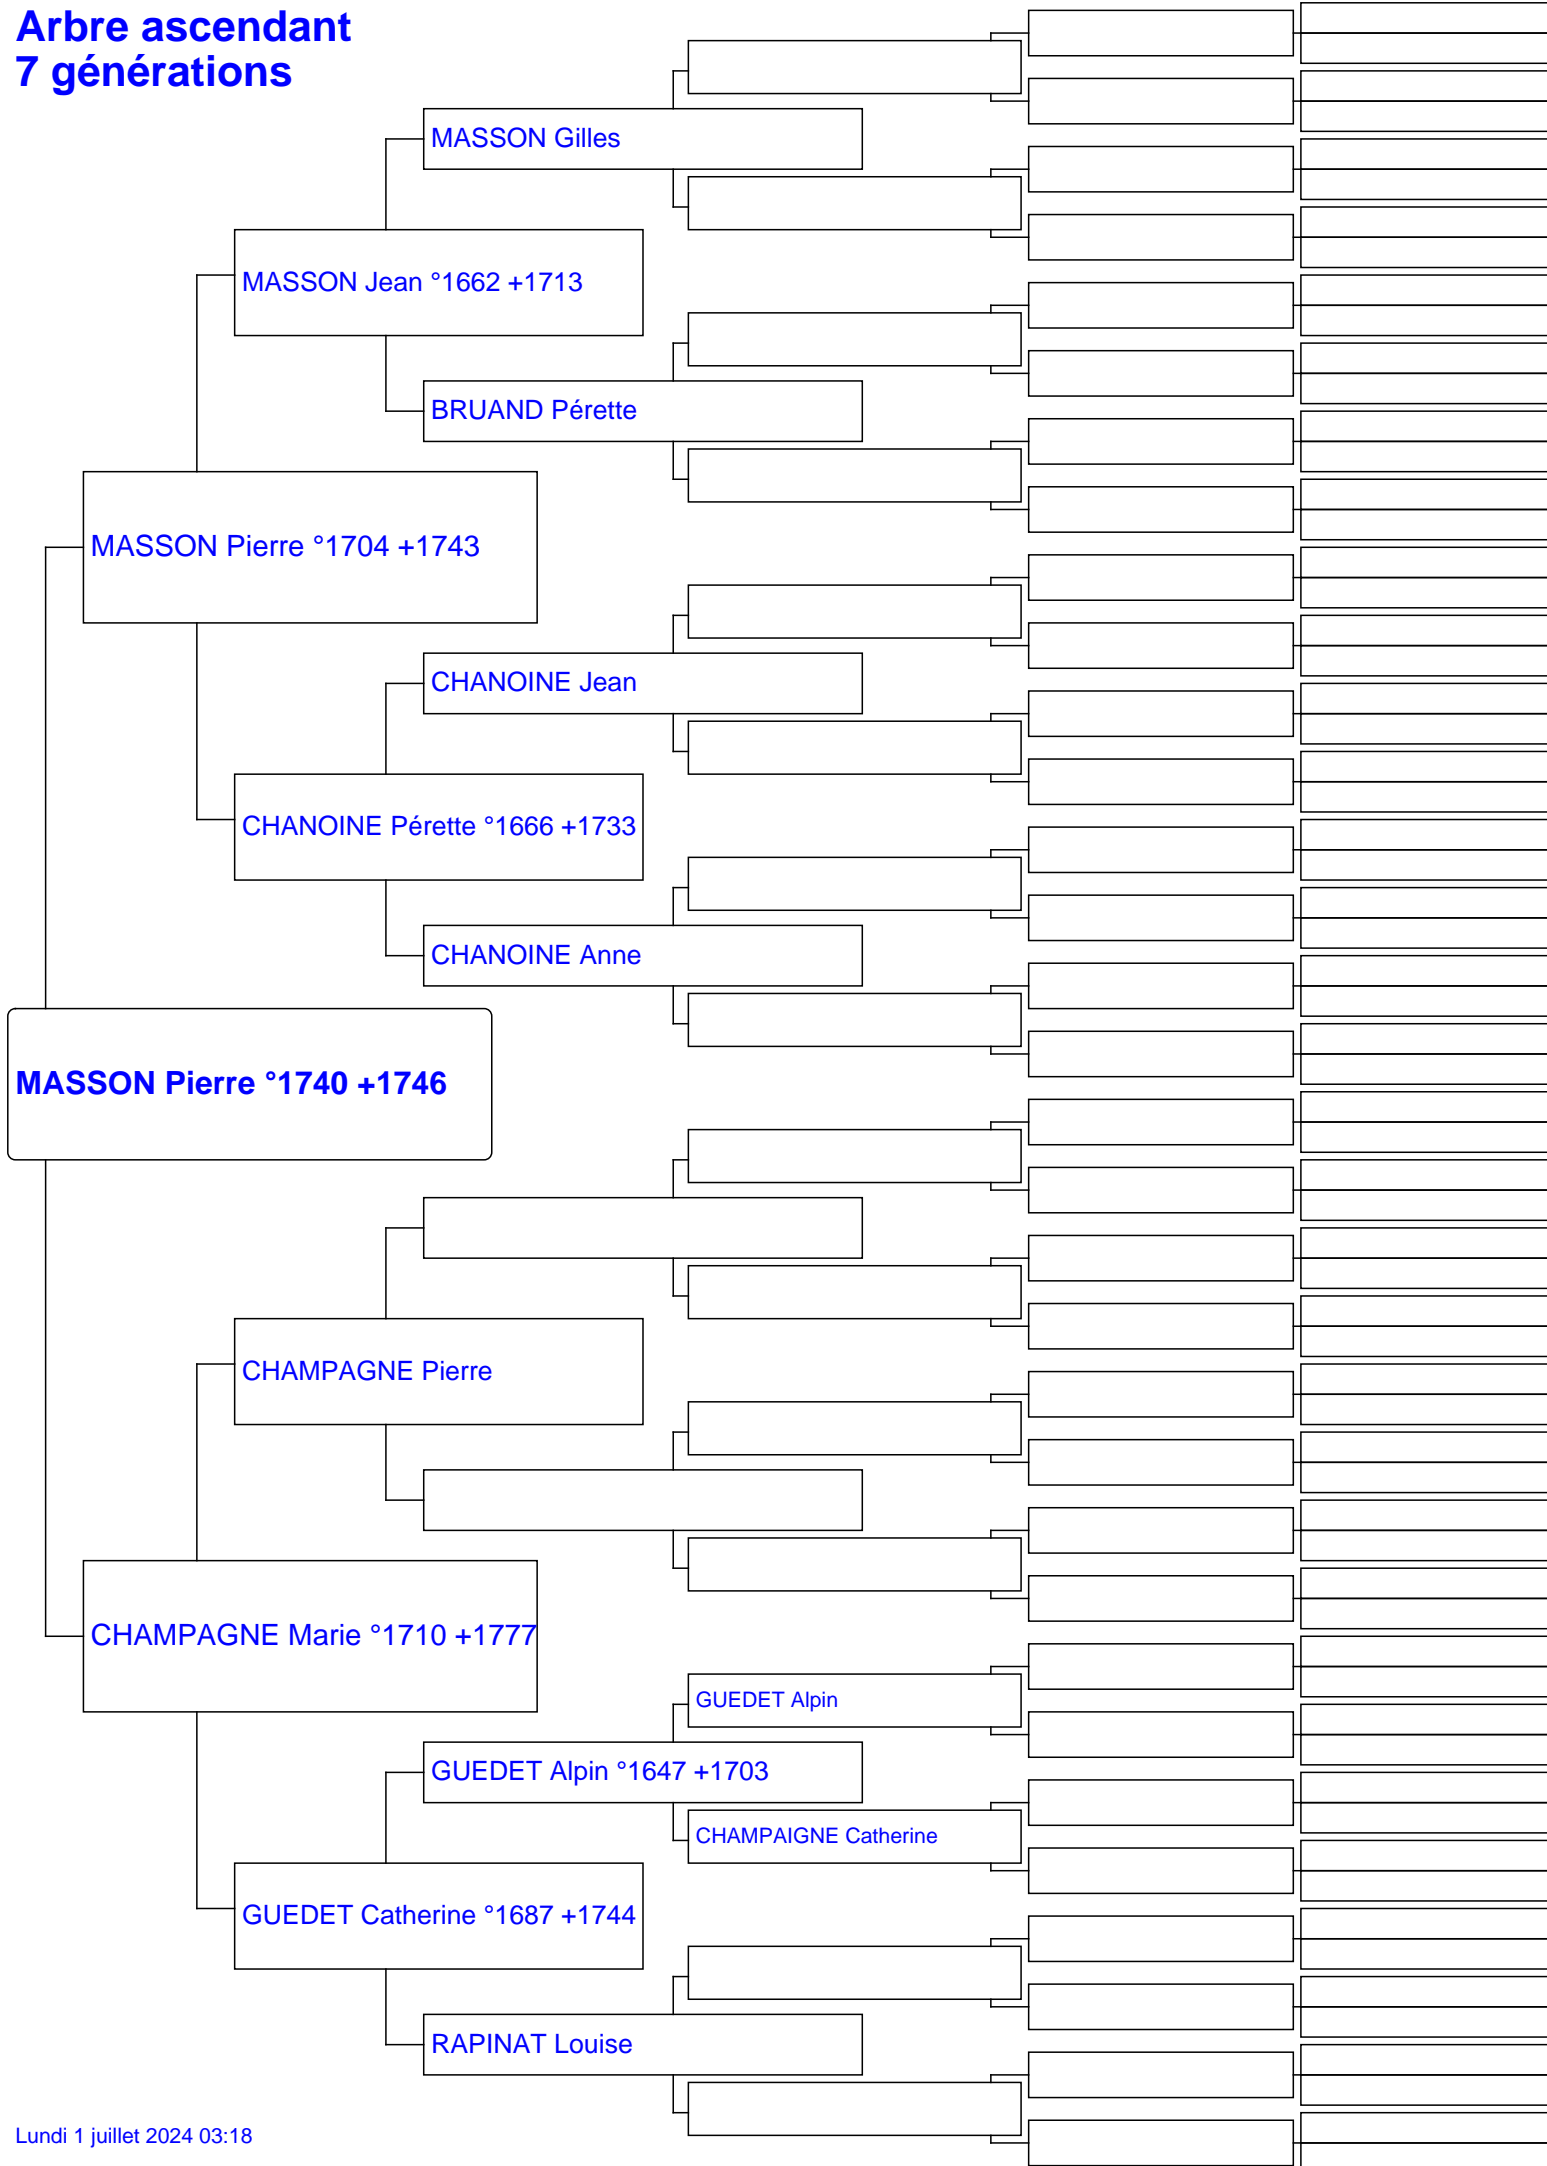 Arbre ascendant
7 générations
MASSON Gilles
MASSON Jean °1662 +1713
BRUAND Pérette
MASSON Pierre °1704 +1743
CHANOINE Jean
CHANOINE Pérette °1666 +1733
CHANOINE Anne
MASSON Pierre °1740 +1746
CHAMPAGNE Pierre
CHAMPAGNE Marie °1710 +1777
GUEDET Alpin
GUEDET Alpin °1647 +1703
CHAMPAIGNE Catherine
GUEDET Catherine °1687 +1744
RAPINAT Louise
Lundi 1 juillet 2024 03:18